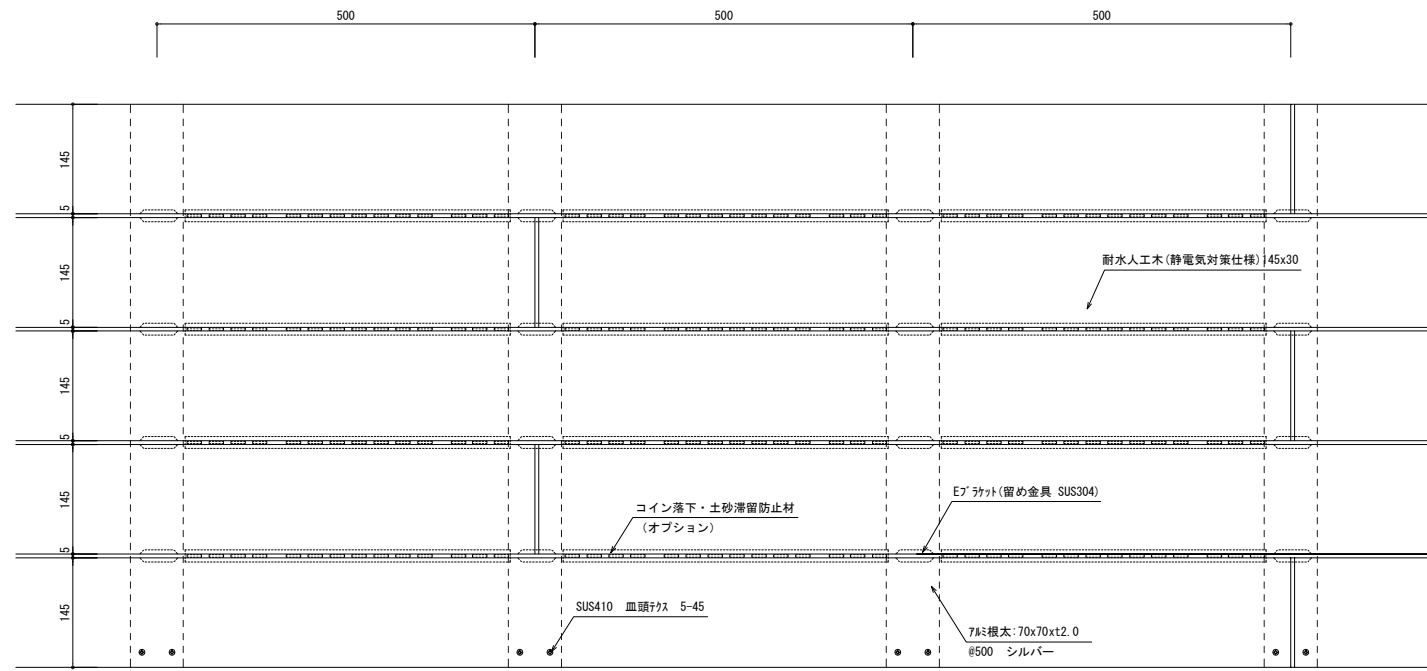 500
500
500
145
5
145
耐水人工木(静電気対策仕様)145x30
5
145
5
Eﾌﾞﾗｹｯﾄ(留め金具 SUS304)
145
コイン落下・土砂滞留防止材
(オプション)
5
SUS410 皿頭ﾃｸｽ 5-45
145
ｱﾙﾐ根太:70x70xt2.0
@500 シルバー